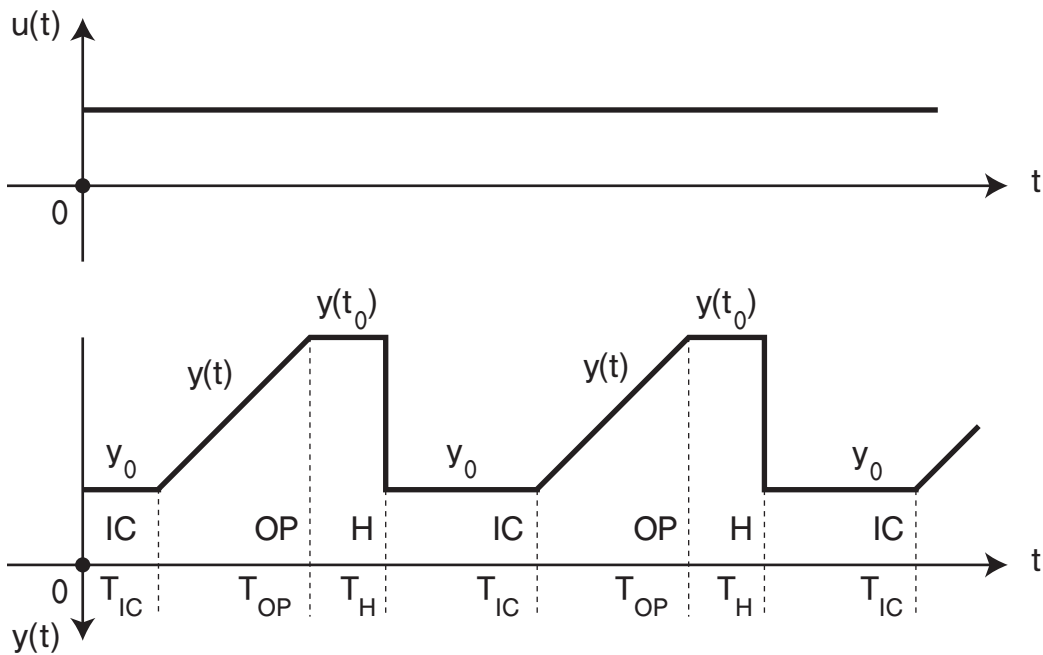 u(t)
t
0
y(t₀) y(t₀)
y(t) y(t)
y₀ y₀ y₀
IC OP H IC OP H IC
t
0 T_IC T_OP T_H T_IC T_OP T_H T_IC
y(t)